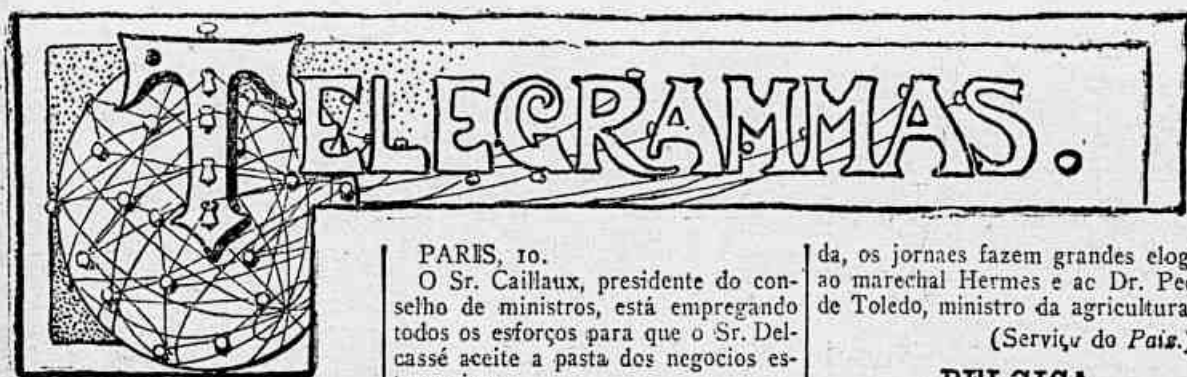 TELEGRAMMAS.
PARIS, 10.
O Sr. Caillaux, presidente do con-
selho de ministros, está empregando
todos os esforços para que o Sr. Del-
cassé aceite a pasta dos negocios es-
da, os jornaes fazem grandes elog
ao marechal Hermes e ao Dr. Pe
de Toledo, ministro da agricultura
(Serviço do Paiz.)
BELGICA